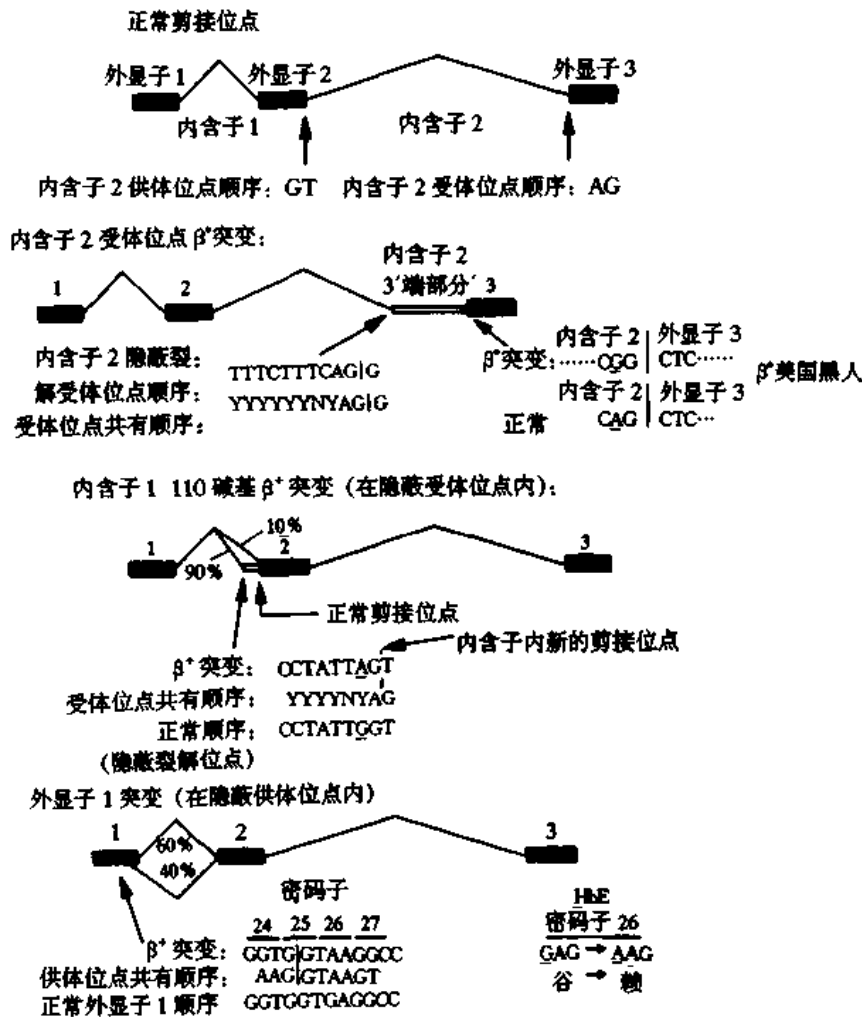 正常剪接位点
外显子1 外显子2 外显子3
内含子1 内含子2
内含子2供体位点顺序：GT 内含子2受体位点顺序：AG
内含子2受体位点β°突变：
内含子2
3′端部分′
1 2 3
内含子2隐蔽裂：
解受体位点顺序：
受体位点共有顺序：
TTTCTTTCAG|G
YYYYYYNYAG|G
内含子2 | 外显子3
β°突变：……CGG | CTC……
内含子2 | 外显子3
正常 CAG | CTC…
β°美国黑人
内含子1 110碱基β⁺突变（在隐蔽受体位点内）：
1 2 3
10%
90%
正常剪接位点
内含子内新的剪接位点
β⁺突变：CCTATTAGT
受体位点共有顺序：YYYYNYAG
正常顺序：CCTATTGGT
(隐蔽裂解位点)
外显子1突变（在隐蔽供体位点内）
1 2 3
60%
40%
密码子
24 25 26 27
β⁺突变：GGTG|GTAAGGCC
供体位点共有顺序：AAG|GTAAGT
正常外显子1顺序 GGTGGTGAGGCC
HbE
密码子 26
GAG → AAG
谷 → 赖